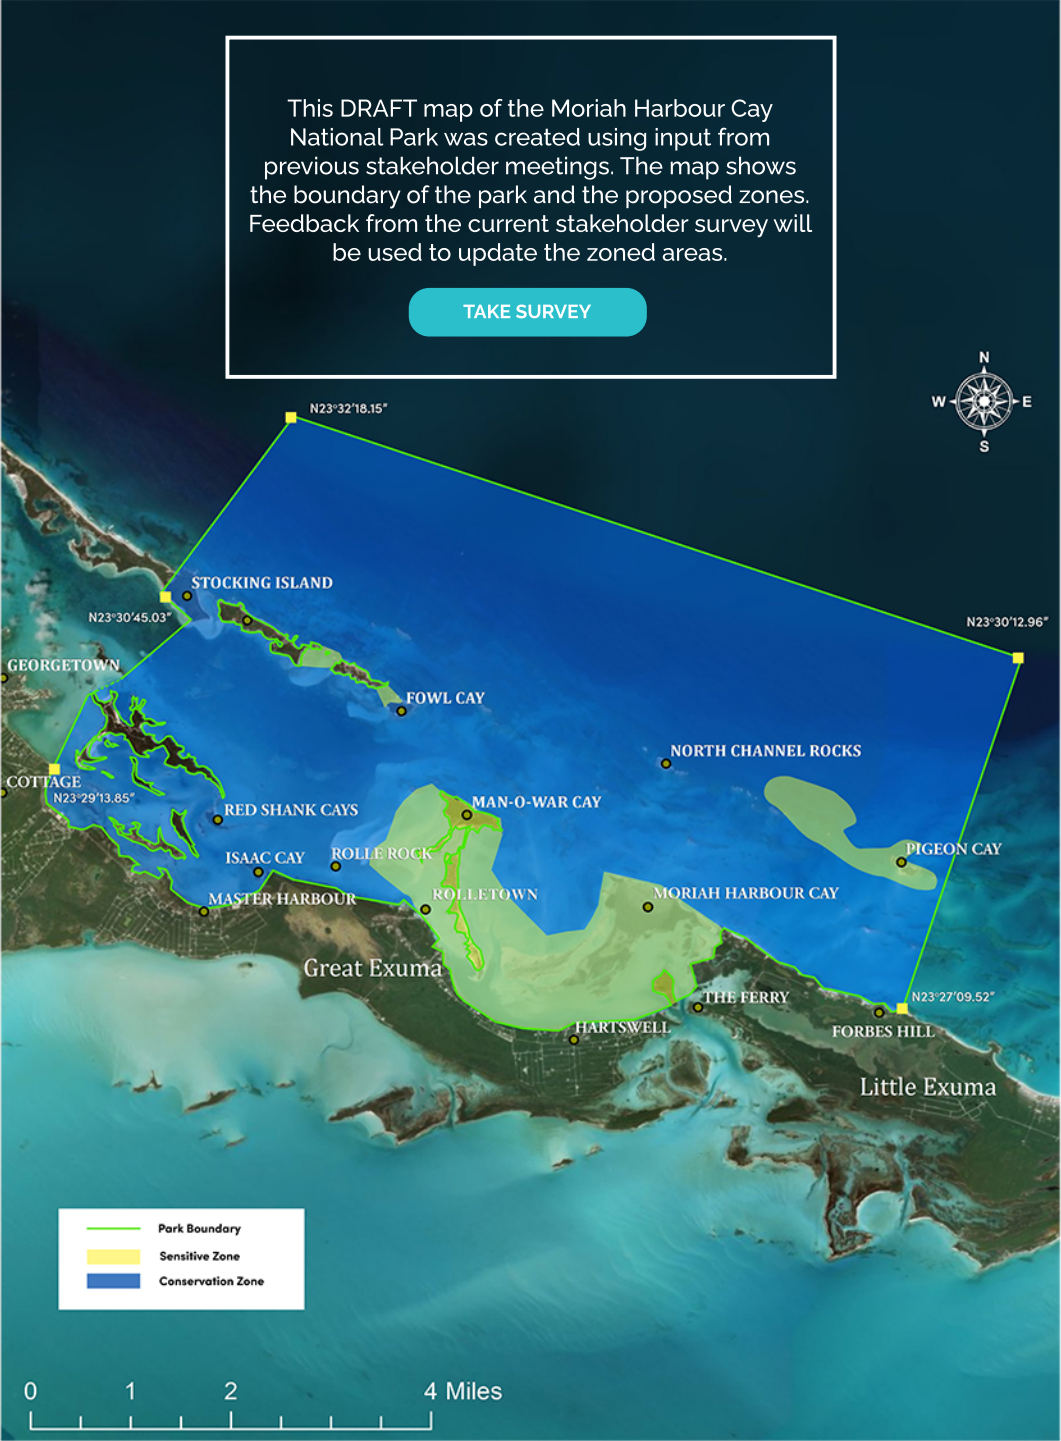 This DRAFT map of the Moriah Harbour Cay
National Park was created using input from
previous stakeholder meetings. The map shows
the boundary of the park and the proposed zones.
Feedback from the current stakeholder survey will
be used to update the zoned areas.
TAKE SURVEY
N
W E
S
N23°32'18.15"
STOCKING ISLAND
N23°30'45.03"
N23°30'12.96"
GEORGETOWN
FOWL CAY
NORTH CHANNEL ROCKS
COTTAGE
N23°29'13.85"
MAN-O-WAR CAY
RED SHANK CAYS
ISAAC CAY
ROLLE ROCK
PIGEON CAY
MASTER HARBOUR
ROLLETOWN
MORIAH HARBOUR CAY
Great Exuma
THE FERRY
N23°27'09.52"
HARTSWELL
FORBES HILL
Little Exuma
Park Boundary
Sensitive Zone
Conservation Zone
0 1 2 4 Miles